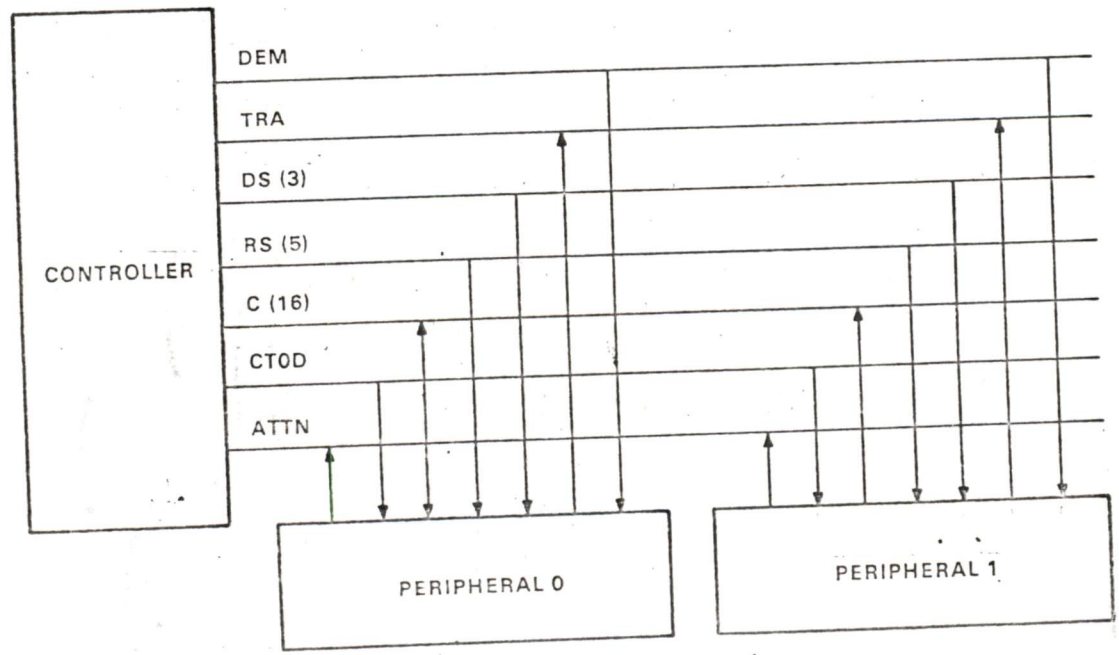 DEM
TRA
DS (3)
RS (5)
CONTROLLER
C (16)
CTOD
ATTN
PERIPHERAL 0
PERIPHERAL 1